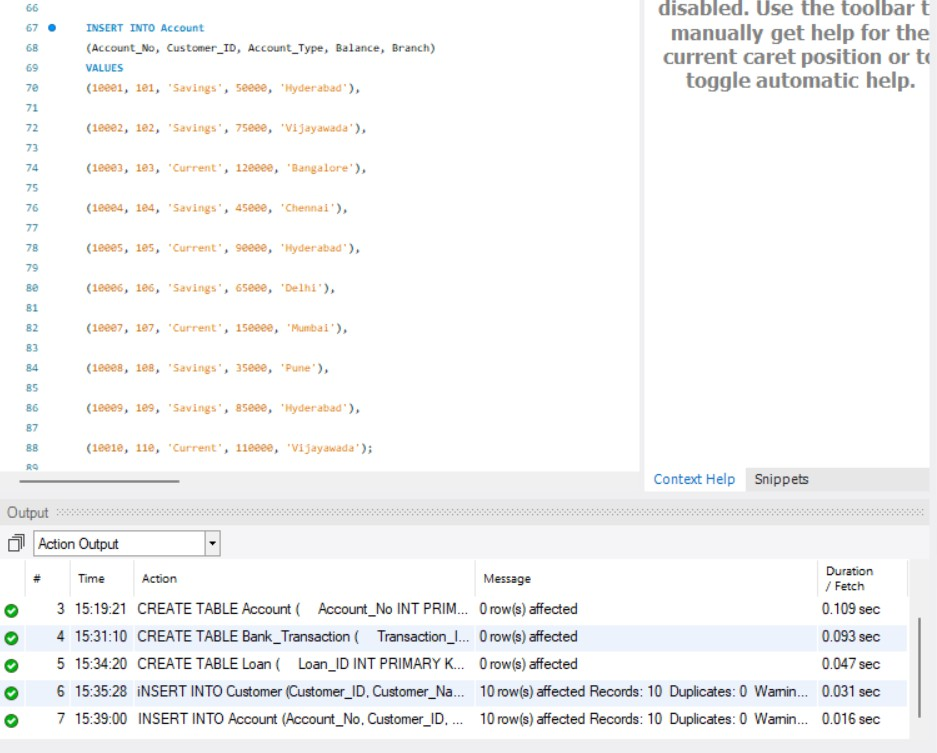 disabled. Use the toolbar t
manually get help for the
current caret position or to
toggle automatic help.
66
67 INSERT INTO Account
68 (Account_No, Customer_ID, Account_Type, Balance, Branch)
69 VALUES
70 (10001, 101, 'Savings', 50000, 'Hyderabad'),
71
72 (10002, 102, 'Savings', 75000, 'Vijayawada'),
73
74 (10003, 103, 'Current', 120000, 'Bangalore'),
75
76 (10004, 104, 'Savings', 45000, 'Chennai'),
77
78 (10005, 105, 'Current', 90000, 'Hyderabad'),
79
80 (10006, 106, 'Savings', 65000, 'Delhi'),
81
82 (10007, 107, 'Current', 150000, 'Mumbai'),
83
84 (10008, 108, 'Savings', 35000, 'Pune'),
85
86 (10009, 109, 'Savings', 85000, 'Hyderabad'),
87
88 (10010, 110, 'Current', 110000, 'Vijayawada');
89
Context Help Snippets
Output
Action Output
# Time Action Message Duration / Fetch
3 15:19:21 CREATE TABLE Account ( Account_No INT PRIM... 0 row(s) affected 0.109 sec
4 15:31:10 CREATE TABLE Bank_Transaction ( Transaction_I... 0 row(s) affected 0.093 sec
5 15:34:20 CREATE TABLE Loan ( Loan_ID INT PRIMARY K... 0 row(s) affected 0.047 sec
6 15:35:28 iNSERT INTO Customer (Customer_ID, Customer_Na... 10 row(s) affected Records: 10 Duplicates: 0 Warnin... 0.031 sec
7 15:39:00 INSERT INTO Account (Account_No, Customer_ID, ... 10 row(s) affected Records: 10 Duplicates: 0 Warnin... 0.016 sec